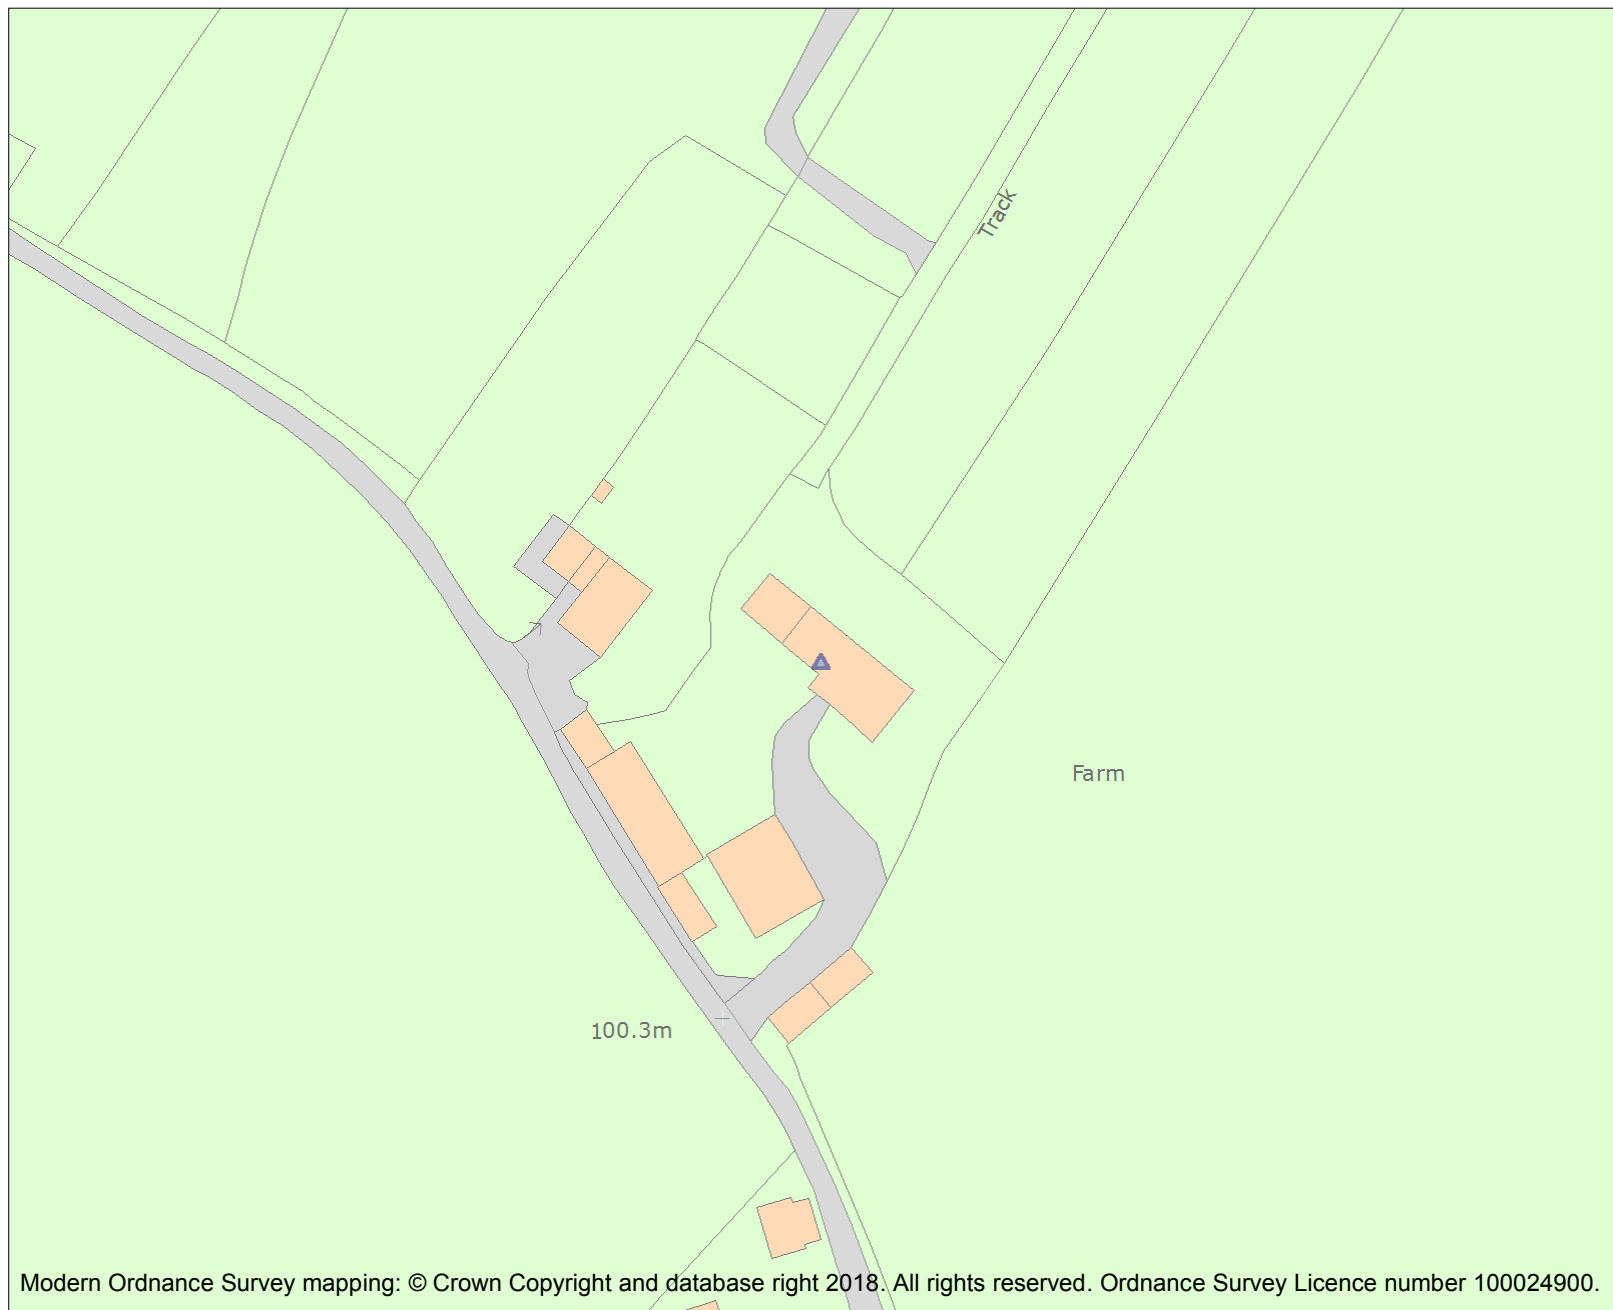 Track
Farm
100.3m
Modern Ordnance Survey mapping: © Crown Copyright and database right 2018. All rights reserved. Ordnance Survey Licence number 100024900.